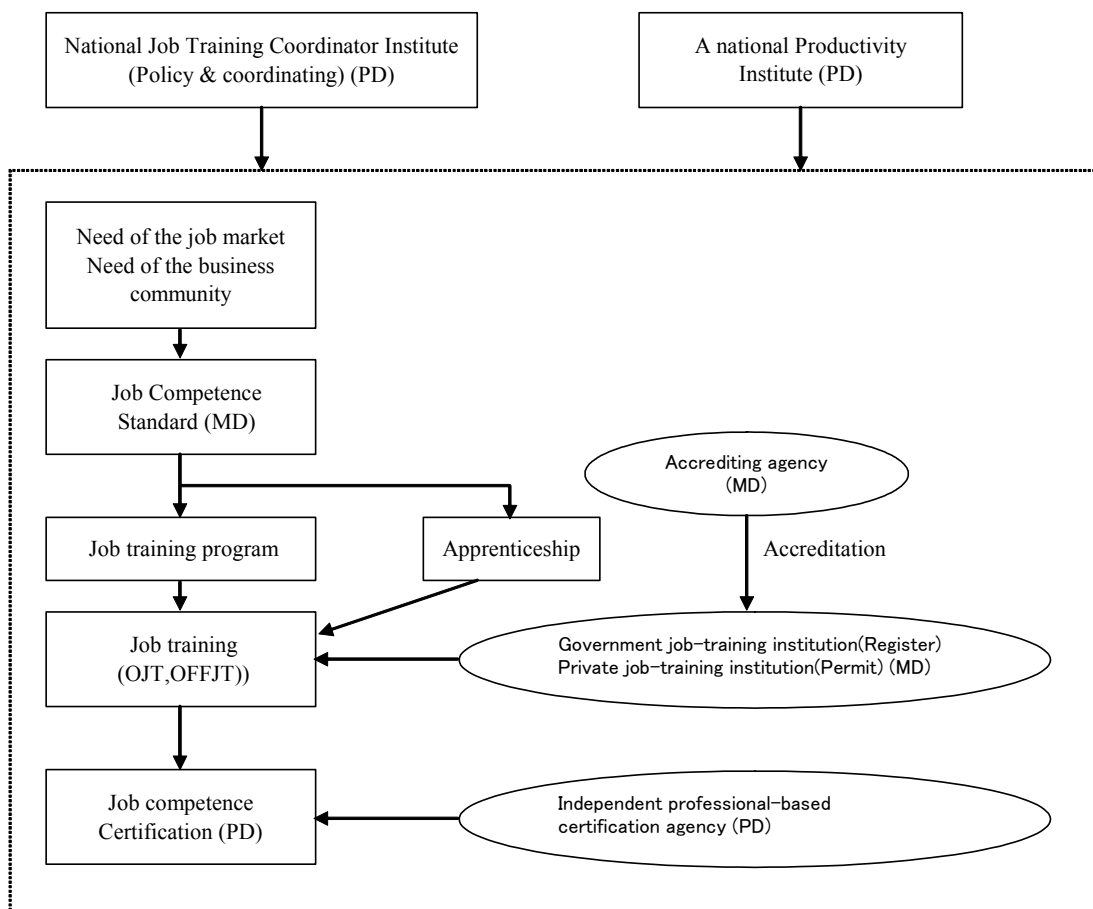 National Job Training Coordinator Institute
(Policy & coordinating) (PD)
A national Productivity
Institute (PD)
Need of the job market
Need of the business
community
Job Competence
Standard (MD)
Accrediting agency
(MD)
Job training program
Apprenticeship
Accreditation
Job training
(OJT,OFFJT))
Government job-training institution(Register)
Private job-training institution(Permit) (MD)
Job competence
Certification (PD)
Independent professional-based
certification agency (PD)